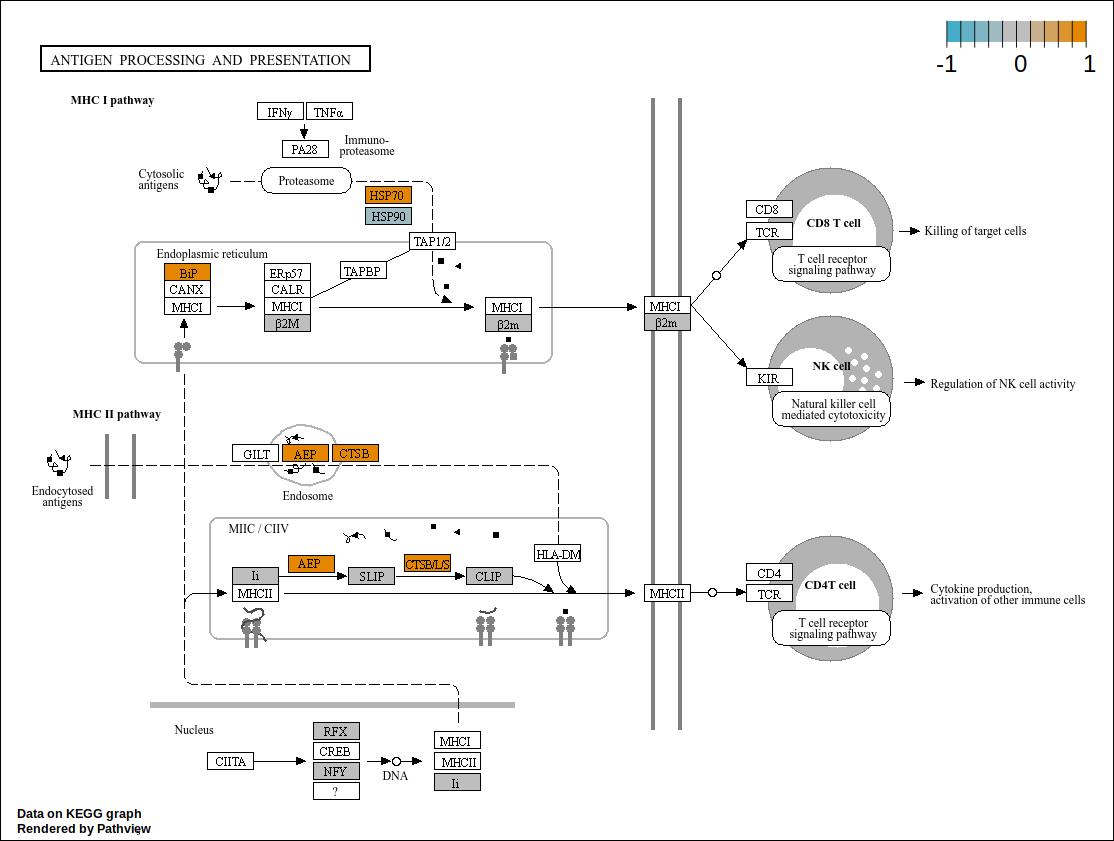 -1 0 1
ANTIGEN PROCESSING AND PRESENTATION
MHC I pathway
IFNγ TNFα
PA28
Immuno-
proteasome
Cytosolic
antigens
Proteasome
HSP70
HSP90
TAP1/2
Endoplasmic reticulum
BiP
CANX
MHCI
ERp57
CALR
MHCI
β2M
TAPBP
MHCI
β2m
MHCI
β2m
CD8
TCR
CD8 T cell
T cell receptor
signaling pathway
Killing of target cells
KIR
NK cell
Natural killer cell
mediated cytotoxicity
Regulation of NK cell activity
MHC II pathway
Endocytosed
antigens
GILT AEP CTSB
Endosome
MIIC / CIIV
AEP
CTSB/L/S
HLA-DM
Ii
MHCII
SLIP
CLIP
MHCII
CD4
TCR
CD4T cell
T cell receptor
signaling pathway
Cytokine production,
activation of other immune cells
Nucleus
CIITA
RFX
CREB
NFY
?
DNA
MHCI
MHCII
Ii
Data on KEGG graph
Rendered by Pathview